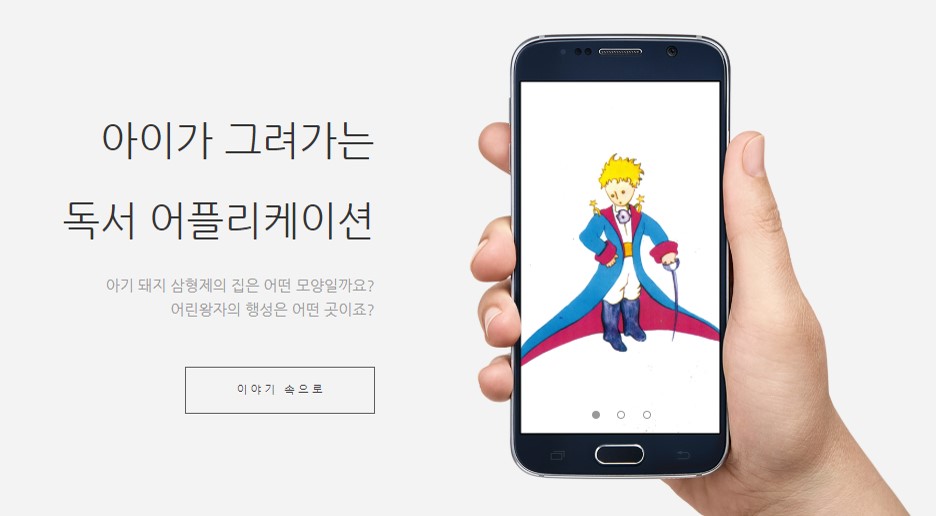 아이가 그려가는
독서 어플리케이션
아기 돼지 삼형제의 집은 어떤 모양일까요?
어린왕자의 행성은 어떤 곳이죠?
이야기 속으로